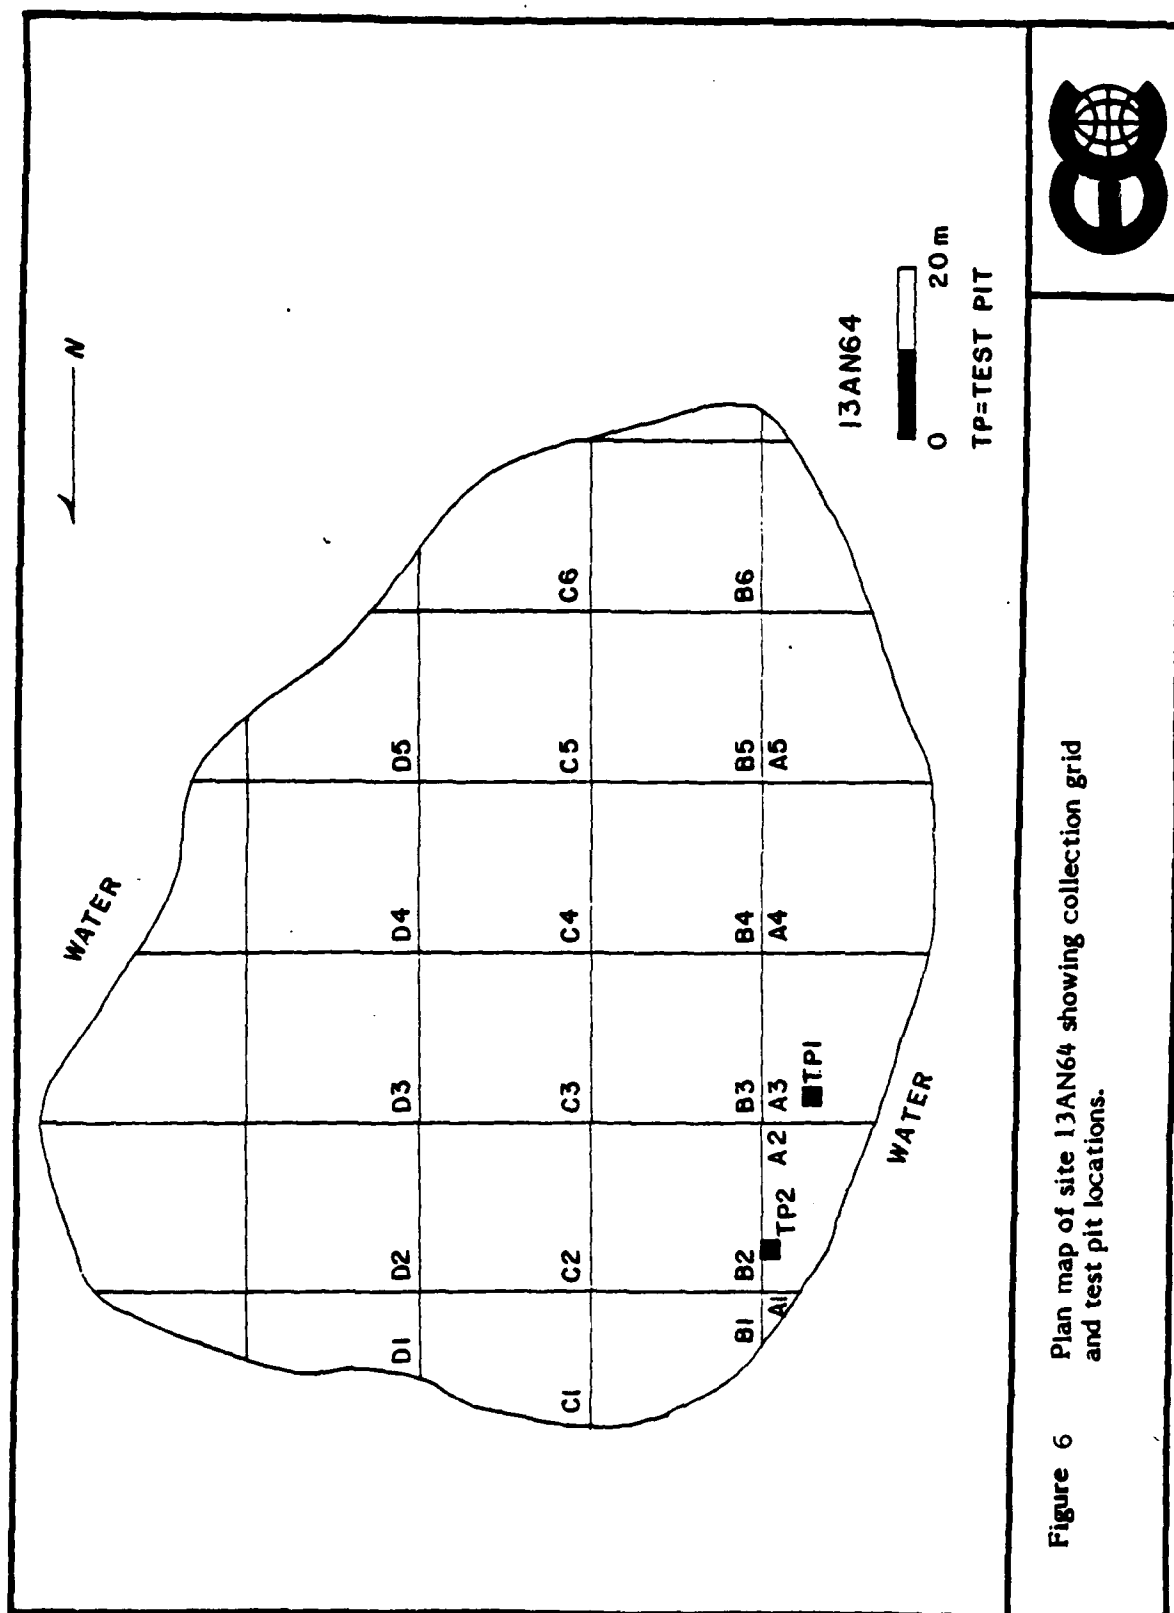 N
WATER
D1 D2 D3 D4 D5
C1 C2 C3 C4 C5 C6
B1 B2 B3 B4 B5 B6
A1 A2 A3 A4 A5
TP2
TP1
13AN64
WATER
0 20m
TP=TEST PIT
Figure 6 Plan map of site 13AN64 showing collection grid
and test pit locations.